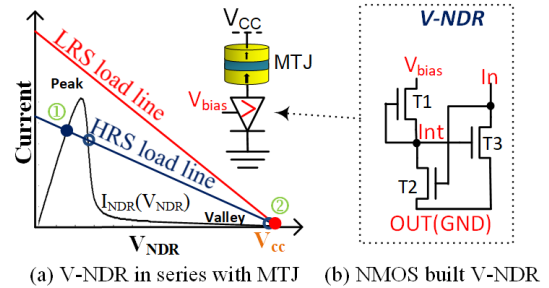 V_CC
MTJ
V_bias
LRS load line
Peak
①
HRS load line
I_NDR(V_NDR)
Valley
②
Current
V_NDR
V_cc
(a) V-NDR in series with MTJ
V-NDR
V_bias
In
T1
Int
T3
T2
OUT(GND)
(b) NMOS built V-NDR